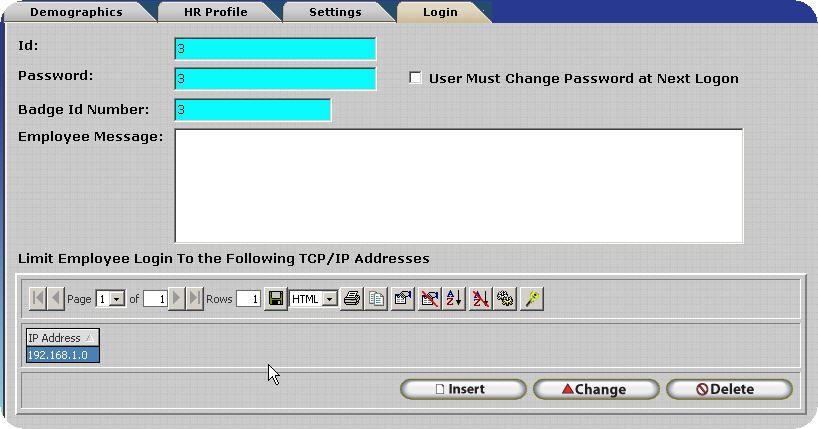 Demographics HR Profile Settings Login
Id: 3
Password: 3 User Must Change Password at Next Logon
Badge Id Number: 3
Employee Message:
Limit Employee Login To the Following TCP/IP Addresses
Page 1 of 1 Rows 1 HTML
IP Address
192.168.1.0
Insert Change Delete